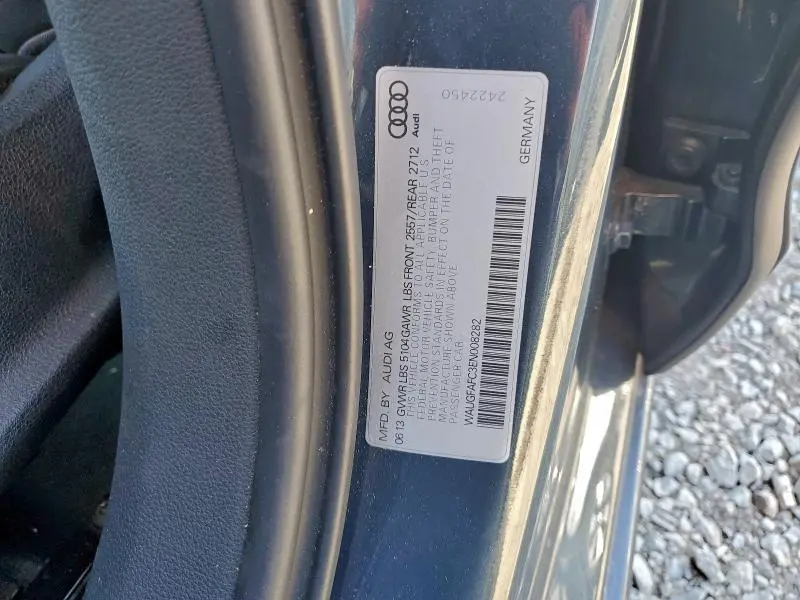 Audi
2422450
MFD. BY AUDI AG
06 13 GVWR LBS 5104 GAWR LBS FRONT 2557/REAR 2712
THIS VEHICLE CONFORMS TO ALL APPLICABLE U.S.
FEDERAL MOTOR VEHICLE SAFETY, BUMPER AND THEFT
PREVENTION STANDARDS IN EFFECT ON THE DATE OF
MANUFACTURE SHOWN ABOVE
PASSENGER CAR
WAUGFAFC3EN008282
GERMANY